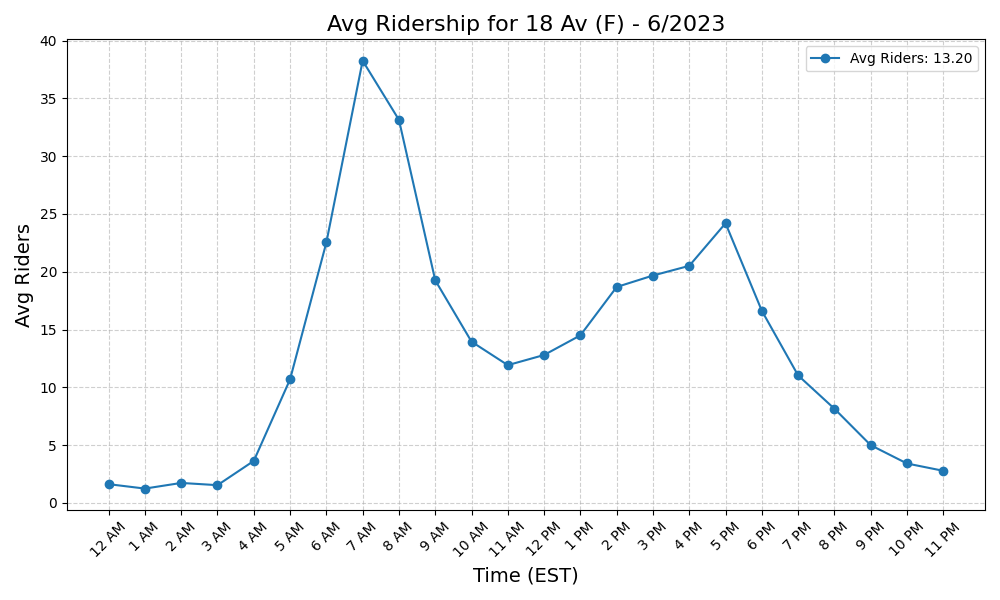 Avg Ridership for 18 Av (F) - 6/2023
Avg Riders: 13.20
Avg Riders
40
35
30
25
20
15
10
5
0
12 AM
1 AM
2 AM
3 AM
4 AM
5 AM
6 AM
7 AM
8 AM
9 AM
10 AM
11 AM
12 PM
1 PM
2 PM
3 PM
4 PM
5 PM
6 PM
7 PM
8 PM
9 PM
10 PM
11 PM
Time (EST)